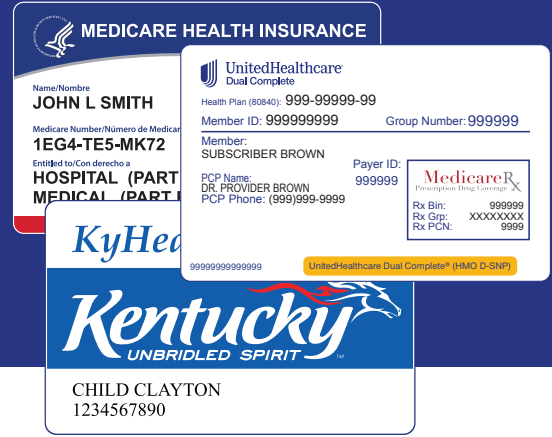 MEDICARE HEALTH INSURANCE
Name/Nombre
JOHN L SMITH
Medicare Number/Número de Medicar
1EG4-TE5-MK72
Entitled to/Con derecho a
HOSPITAL (PART
MEDICAL (PART
UnitedHealthcare
Dual Complete
Health Plan (80840): 999-99999-99
Member ID: 999999999 Group Number: 999999
Member:
SUBSCRIBER BROWN
Payer ID:
999999
PCP Name:
DR. PROVIDER BROWN
PCP Phone: (999)999-9999
MedicareRx
Prescription Drug Coverage
Rx Bin: 999999
Rx Grp: XXXXXXXX
Rx PCN: 9999
99999999999999 UnitedHealthcare Dual Complete® (HMO D-SNP)
KyHea
Kentucky
UNBRIDLED SPIRIT TM
CHILD CLAYTON
1234567890